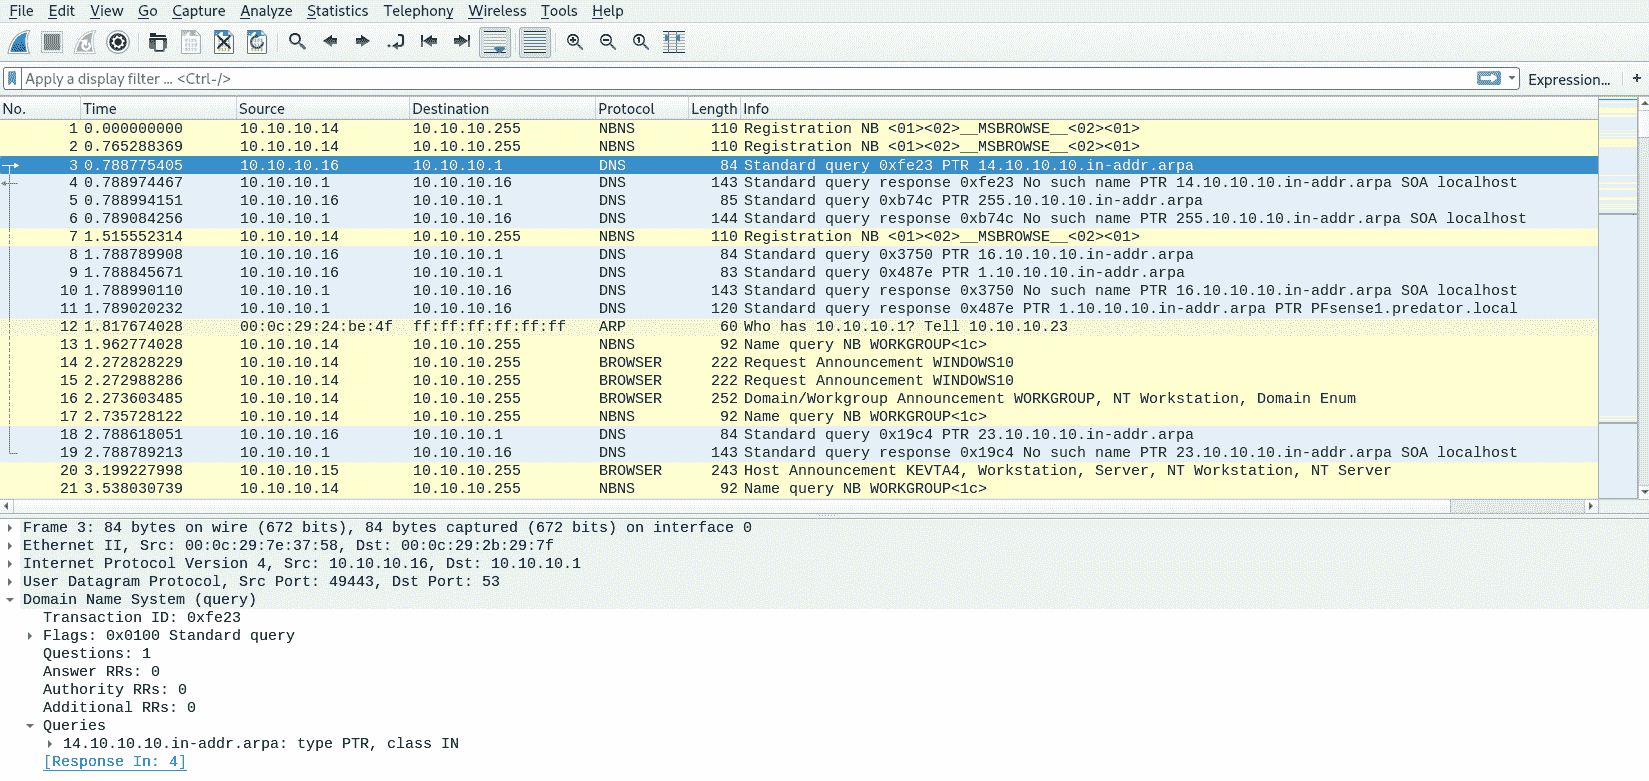 File Edit View Go Capture Analyze Statistics Telephony Wireless Tools Help
Apply a display filter ... <Ctrl-/> Expression... +
No. Time Source Destination Protocol Length Info
1 0.000000000 10.10.10.14 10.10.10.255 NBNS 110 Registration NB <01><02>__MSBROWSE__<02><01>
2 0.765288369 10.10.10.14 10.10.10.255 NBNS 110 Registration NB <01><02>__MSBROWSE__<02><01>
3 0.788775405 10.10.10.16 10.10.10.1 DNS 84 Standard query 0xfe23 PTR 14.10.10.10.in-addr.arpa
4 0.788974467 10.10.10.1 10.10.10.16 DNS 143 Standard query response 0xfe23 No such name PTR 14.10.10.10.in-addr.arpa SOA localhost
5 0.788994151 10.10.10.16 10.10.10.1 DNS 85 Standard query 0xb74c PTR 255.10.10.10.in-addr.arpa
6 0.789084256 10.10.10.1 10.10.10.16 DNS 144 Standard query response 0xb74c No such name PTR 255.10.10.10.in-addr.arpa SOA localhost
7 1.515552314 10.10.10.14 10.10.10.255 NBNS 110 Registration NB <01><02>__MSBROWSE__<02><01>
8 1.788789908 10.10.10.16 10.10.10.1 DNS 84 Standard query 0x3750 PTR 16.10.10.10.in-addr.arpa
9 1.788845671 10.10.10.16 10.10.10.1 DNS 83 Standard query 0x487e PTR 1.10.10.10.in-addr.arpa
10 1.788990110 10.10.10.1 10.10.10.16 DNS 143 Standard query response 0x3750 No such name PTR 16.10.10.10.in-addr.arpa SOA localhost
11 1.789020232 10.10.10.1 10.10.10.16 DNS 120 Standard query response 0x487e PTR 1.10.10.10.in-addr.arpa PTR PFsense1.predator.local
12 1.817674028 00:0c:29:24:be:4f ff:ff:ff:ff:ff:ff ARP 60 Who has 10.10.10.1? Tell 10.10.10.23
13 1.962774028 10.10.10.14 10.10.10.255 NBNS 92 Name query NB WORKGROUP<1c>
14 2.272828229 10.10.10.14 10.10.10.255 BROWSER 222 Request Announcement WINDOWS10
15 2.272988286 10.10.10.14 10.10.10.255 BROWSER 222 Request Announcement WINDOWS10
16 2.273603485 10.10.10.14 10.10.10.255 BROWSER 252 Domain/Workgroup Announcement WORKGROUP, NT Workstation, Domain Enum
17 2.735728122 10.10.10.14 10.10.10.255 NBNS 92 Name query NB WORKGROUP<1c>
18 2.788618051 10.10.10.16 10.10.10.1 DNS 84 Standard query 0x19c4 PTR 23.10.10.10.in-addr.arpa
19 2.788789213 10.10.10.1 10.10.10.16 DNS 143 Standard query response 0x19c4 No such name PTR 23.10.10.10.in-addr.arpa SOA localhost
20 3.199227998 10.10.10.15 10.10.10.255 BROWSER 243 Host Announcement KEVTA4, Workstation, Server, NT Workstation, NT Server
21 3.538030739 10.10.10.14 10.10.10.255 NBNS 92 Name query NB WORKGROUP<1c>
Frame 3: 84 bytes on wire (672 bits), 84 bytes captured (672 bits) on interface 0
Ethernet II, Src: 00:0c:29:7e:37:58, Dst: 00:0c:29:2b:29:7f
Internet Protocol Version 4, Src: 10.10.10.16, Dst: 10.10.10.1
User Datagram Protocol, Src Port: 49443, Dst Port: 53
Domain Name System (query)
Transaction ID: 0xfe23
Flags: 0x0100 Standard query
Questions: 1
Answer RRs: 0
Authority RRs: 0
Additional RRs: 0
Queries
14.10.10.10.in-addr.arpa: type PTR, class IN
[Response In: 4]